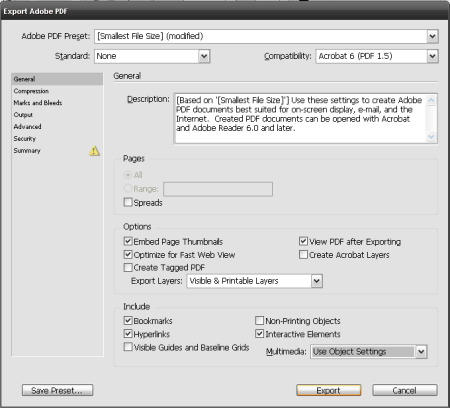 Export Adobe PDF
Adobe PDF Preset: [Smallest File Size] (modified)
Standard: None
Compatibility: Acrobat 6 (PDF 1.5)
General
Compression
Marks and Bleeds
Output
Advanced
Security
Summary
General
Description: [Based on '[Smallest File Size]'] Use these settings to create Adobe
PDF documents best suited for on-screen display, e-mail, and the
Internet. Created PDF documents can be opened with Acrobat
and Adobe Reader 6.0 and later.
Pages
All
Range:
Spreads
Options
Embed Page Thumbnails
View PDF after Exporting
Optimize for Fast Web View
Create Acrobat Layers
Create Tagged PDF
Export Layers: Visible & Printable Layers
Include
Bookmarks
Non-Printing Objects
Hyperlinks
Interactive Elements
Visible Guides and Baseline Grids
Multimedia: Use Object Settings
Save Preset...
Export
Cancel